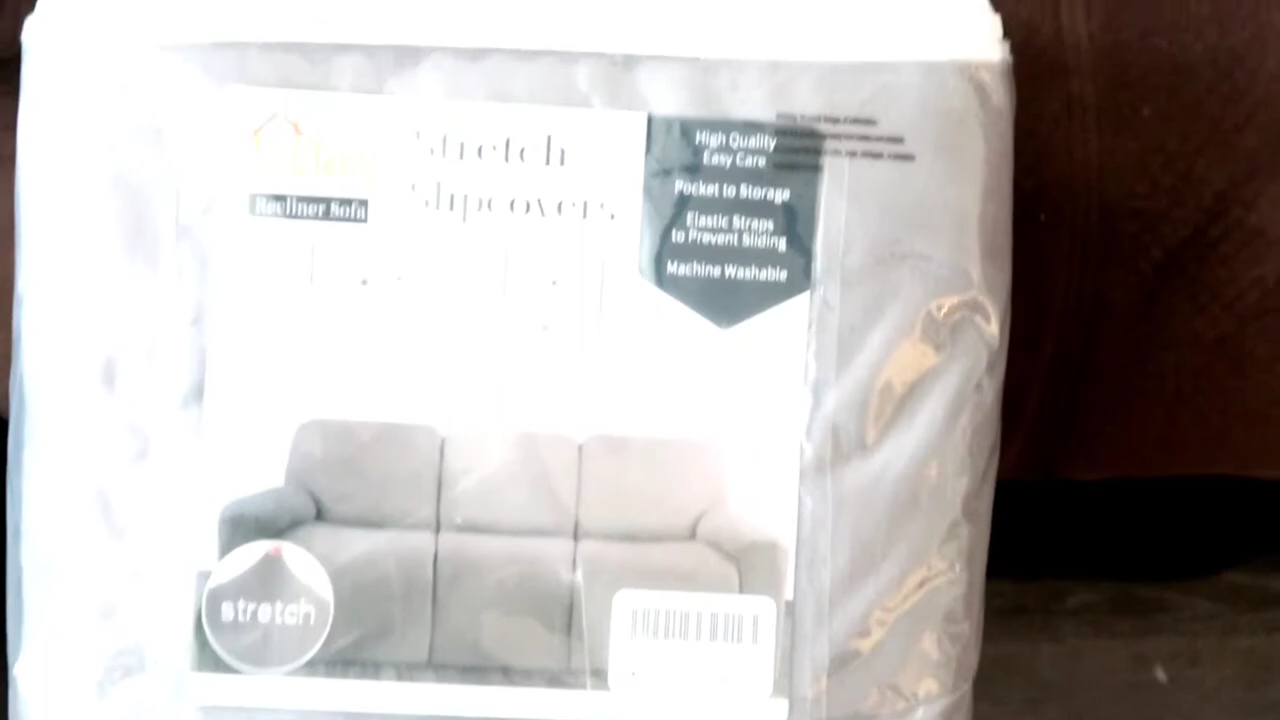 Stretch
Slipcovers
Recliner Sofa
High Quality
Easy Care
Pocket to Storage
Elastic Straps
to Prevent Sliding
Machine Washable
stretch